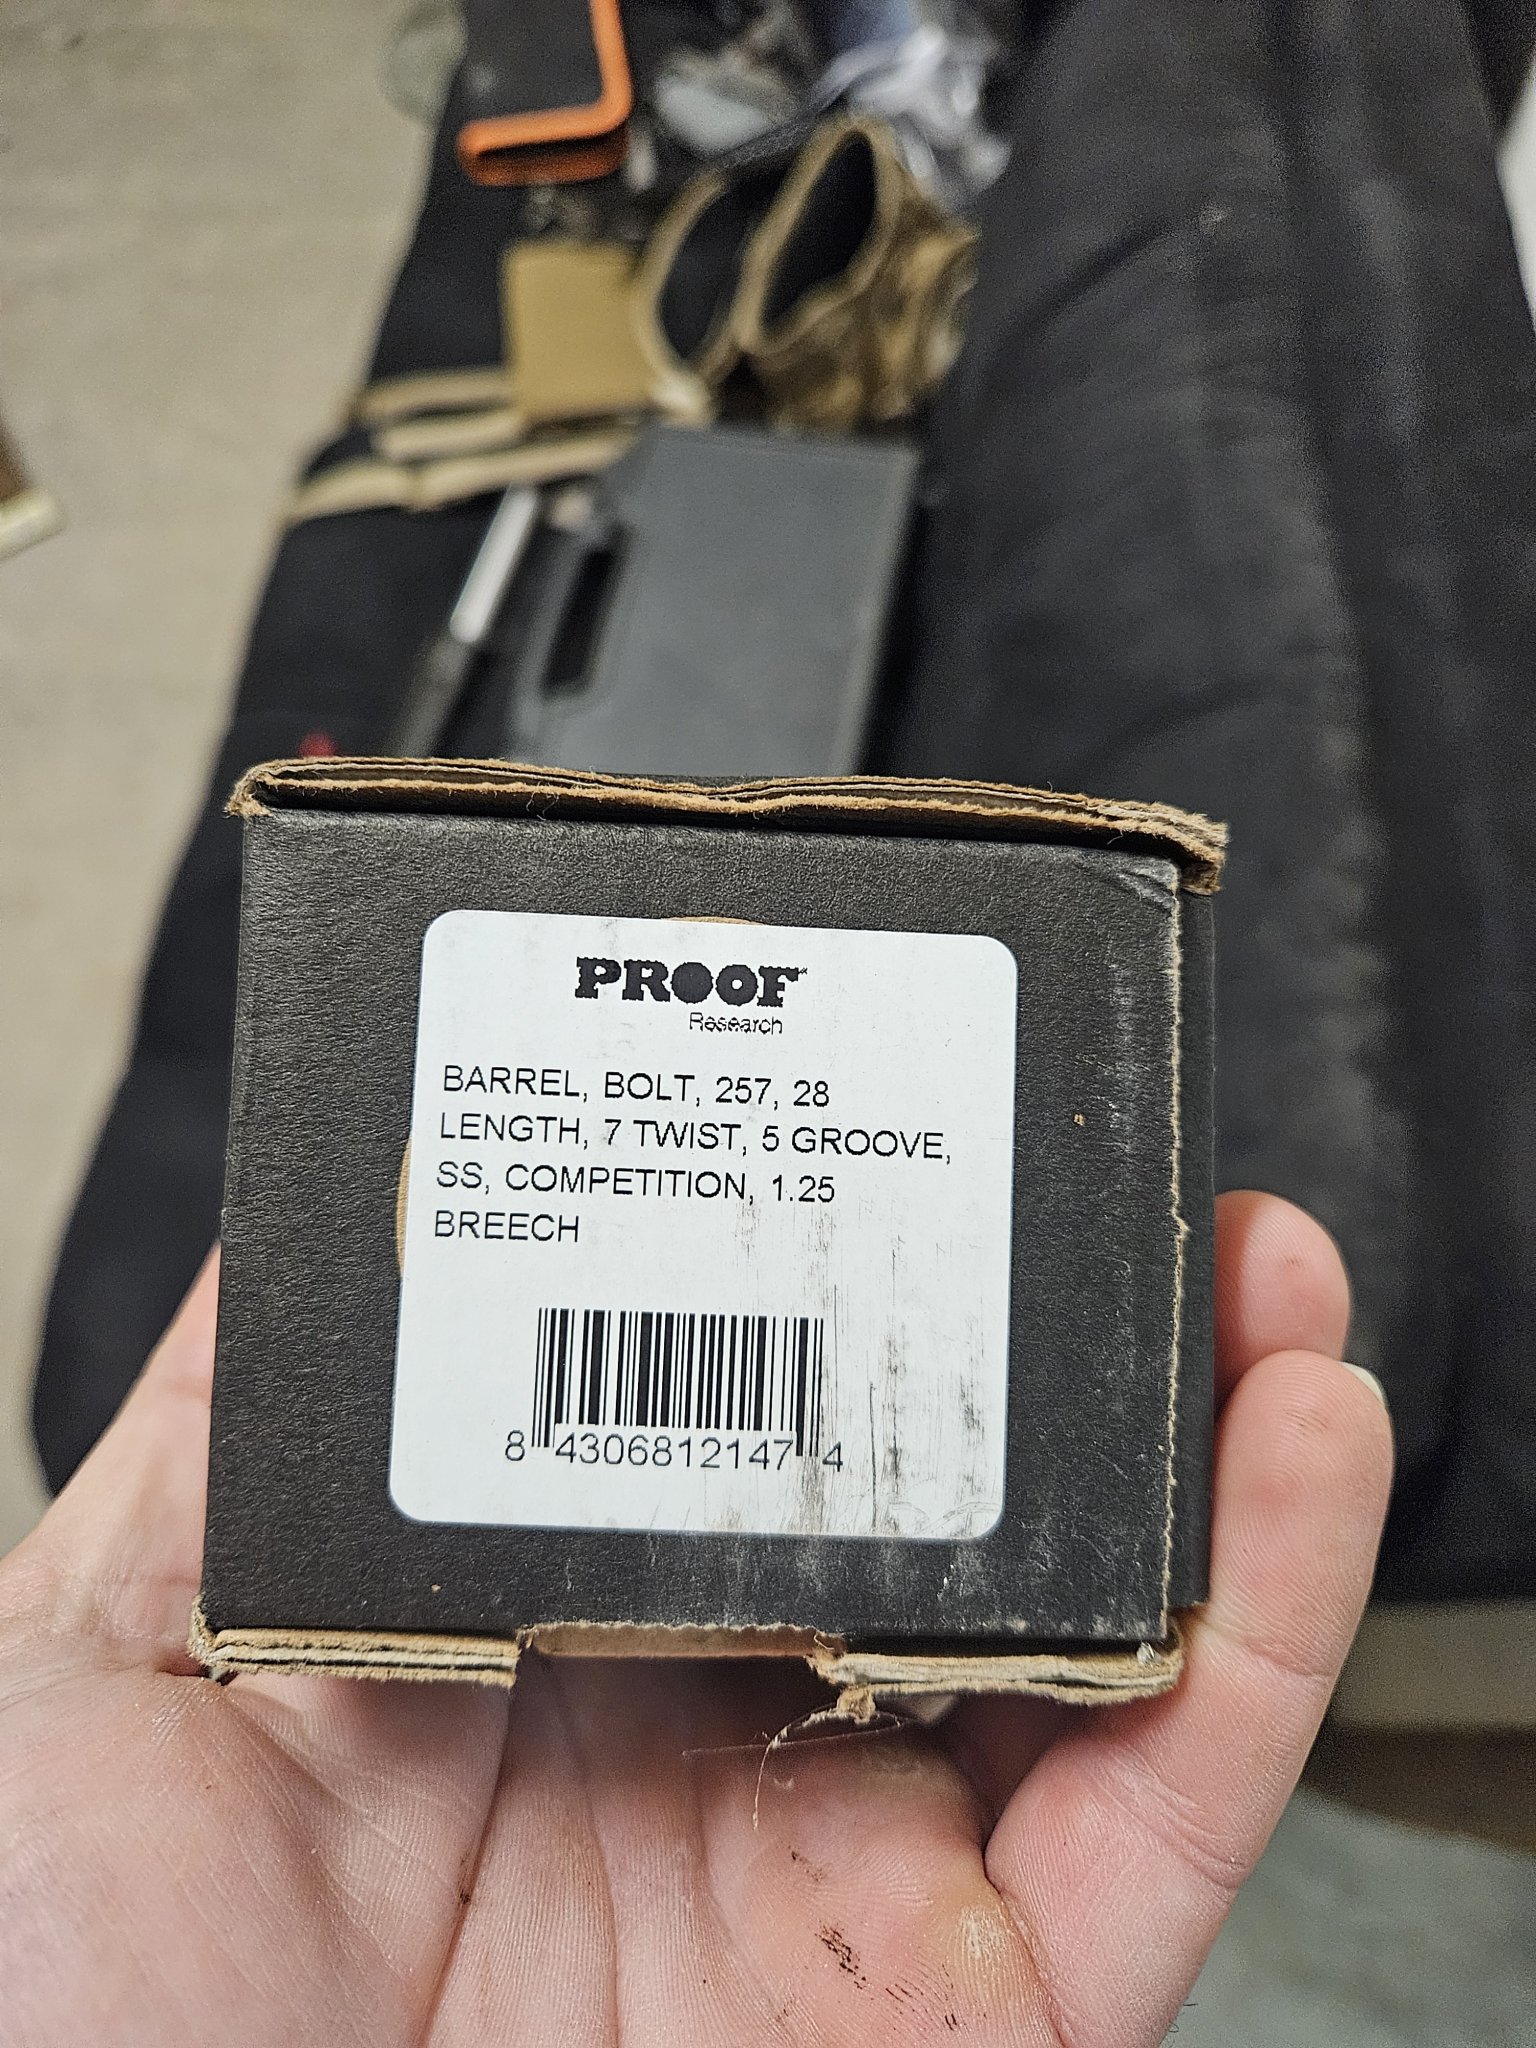 PROOF
Research
BARREL, BOLT, 257, 28
LENGTH, 7 TWIST, 5 GROOVE,
SS, COMPETITION, 1.25
BREECH
8 4306812147 4